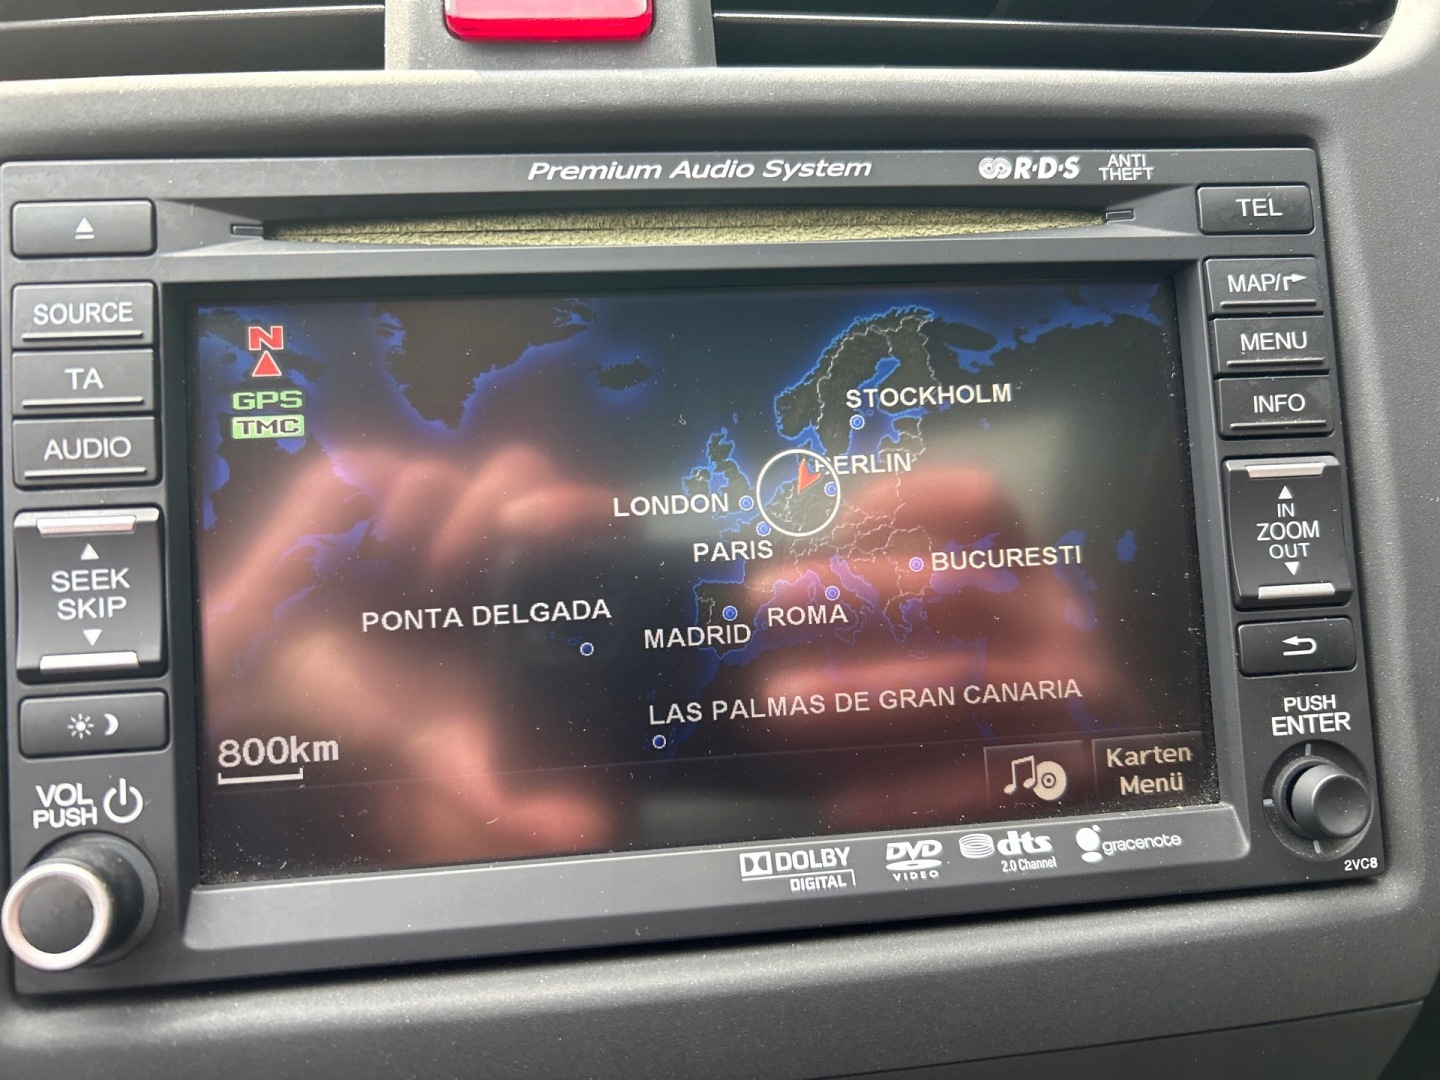 Premium Audio System
R·D·S
ANTI
THEFT
TEL
SOURCE
TA
AUDIO
SEEK
SKIP
VOL
PUSH
MAP/
MENU
INFO
IN
ZOOM
OUT
PUSH
ENTER
2VC8
N
GPS
TMC
STOCKHOLM
BERLIN
LONDON
PARIS
BUCURESTI
PONTA DELGADA
MADRID
ROMA
LAS PALMAS DE GRAN CANARIA
800km
Karten
Menü
DOLBY
DIGITAL
DVD
VIDEO
dts
2.0 Channel
gracenote